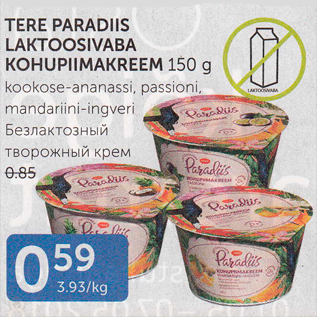 TERE PARADIIS
LAKTOOSIVABA
KOHUPIIMAKREEM 150 g
kookose-ananassi, passioni,
mandariini-ingveri
Безлактозный
творожный крем
0.85
LAKTOOSIVABA
Paradiis
KOHUPIIMAKREEM
Paradiis
Paradiis
KOHUPIIMAKREEM
0 59
3.93/kg